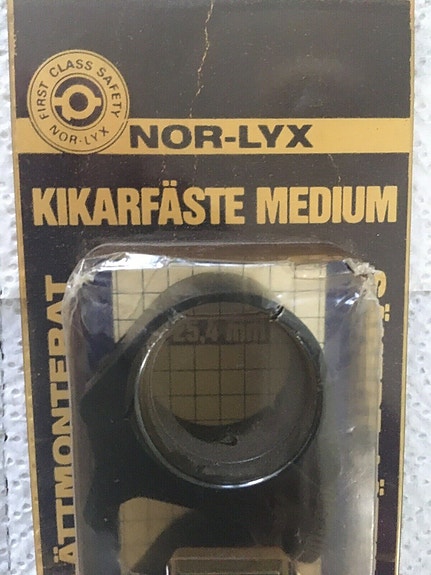 FIRST CLASS SAFETY
NOR-LYX
NOR-LYX
KIKARFÄSTE MEDIUM
25,4 mm
ÄTTMONTERAT